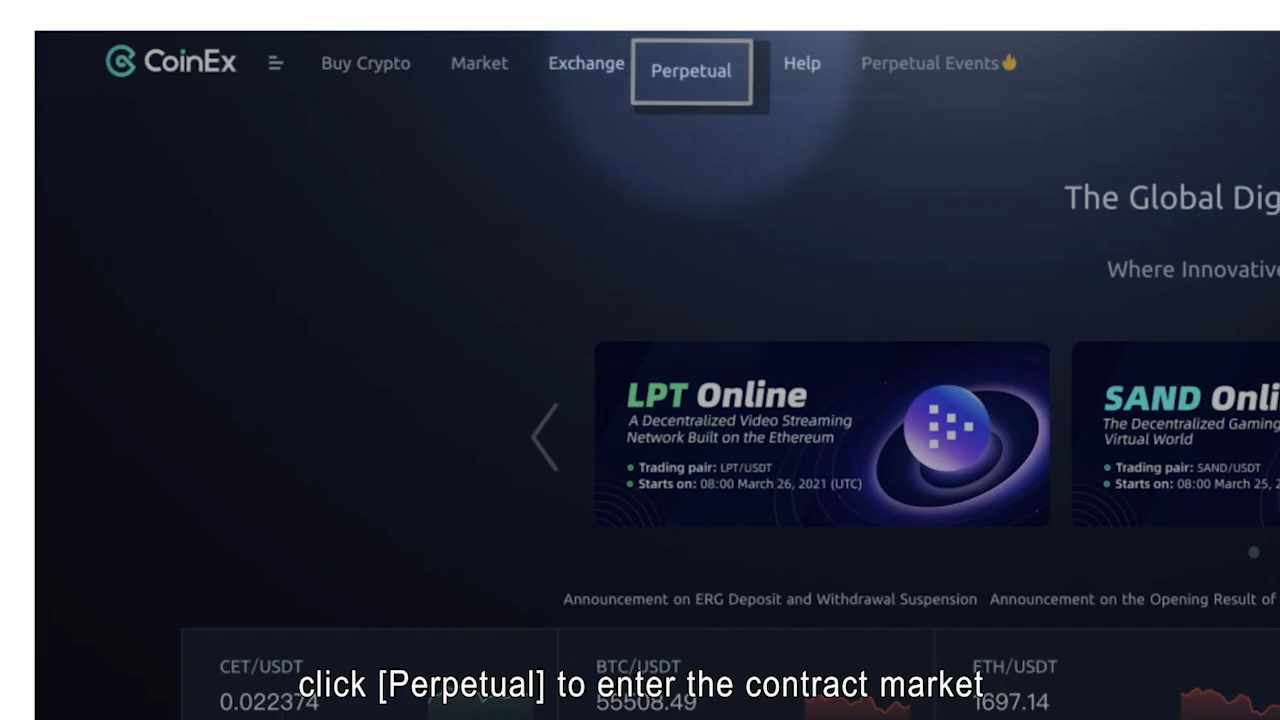 CoinEx Buy Crypto Market Exchange Perpetual Help Perpetual Events
The Global Dig
Where Innovative
LPT Online
A Decentralized Video Streaming
Network Built on the Ethereum
Trading pair: LPT/USDT
Starts on: 08:00 March 26, 2021 (UTC)
SAND Onli
The Decentralized Gaming
Virtual World
Trading pair: SAND/USDT
Starts on: 08:00 March 25, 2
Announcement on ERG Deposit and Withdrawal Suspension Announcement on the Opening Result of
CET/USDT BTC/USDT ETH/USDT
0.022374 55508.49 1697.14
click [Perpetual] to enter the contract market